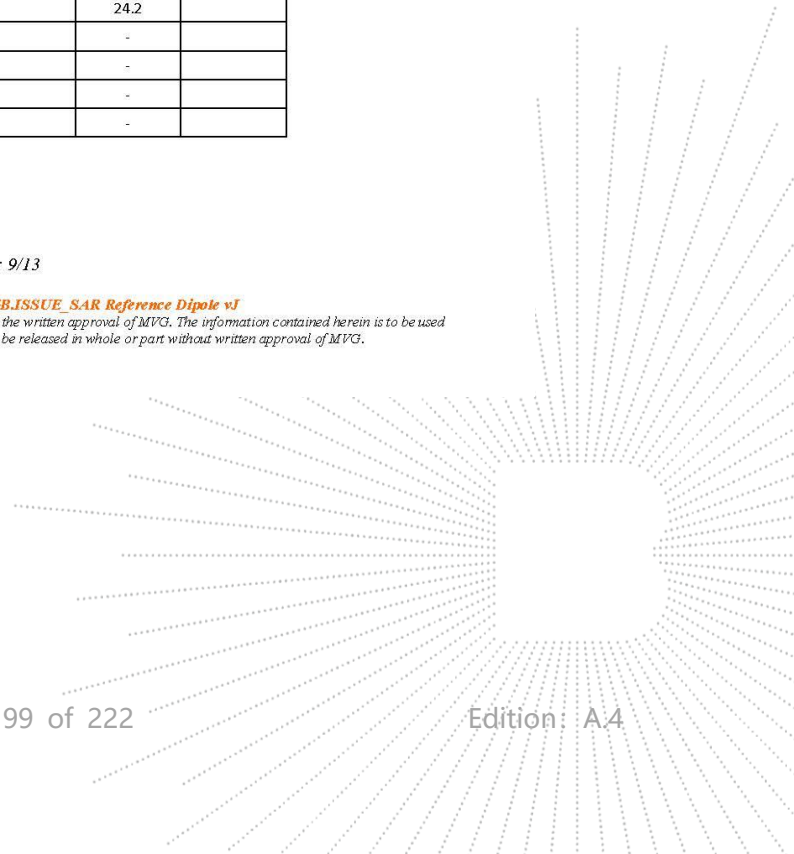 24.2
-
-
-
-
: 9/13
B.ISSUE_SAR Reference Dipole vJ
the written approval of MVG. The information contained herein is to be used
be released in whole or part without written approval of MVG.
99 of 222
Edition: A.4